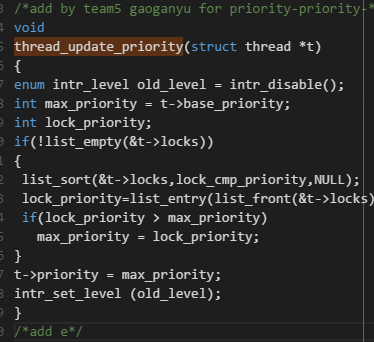 /*add by team5 gaoganyu for priority-priority-*
void
thread_update_priority(struct thread *t)
{
enum intr_level old_level = intr_disable();
int max_priority = t->base_priority;
int lock_priority;
if(!list_empty(&t->locks))
{
list_sort(&t->locks,lock_cmp_priority,NULL);
lock_priority=list_entry(list_front(&t->locks)
if(lock_priority > max_priority)
max_priority = lock_priority;
}
t->priority = max_priority;
intr_set_level (old_level);
}
/*add e*/